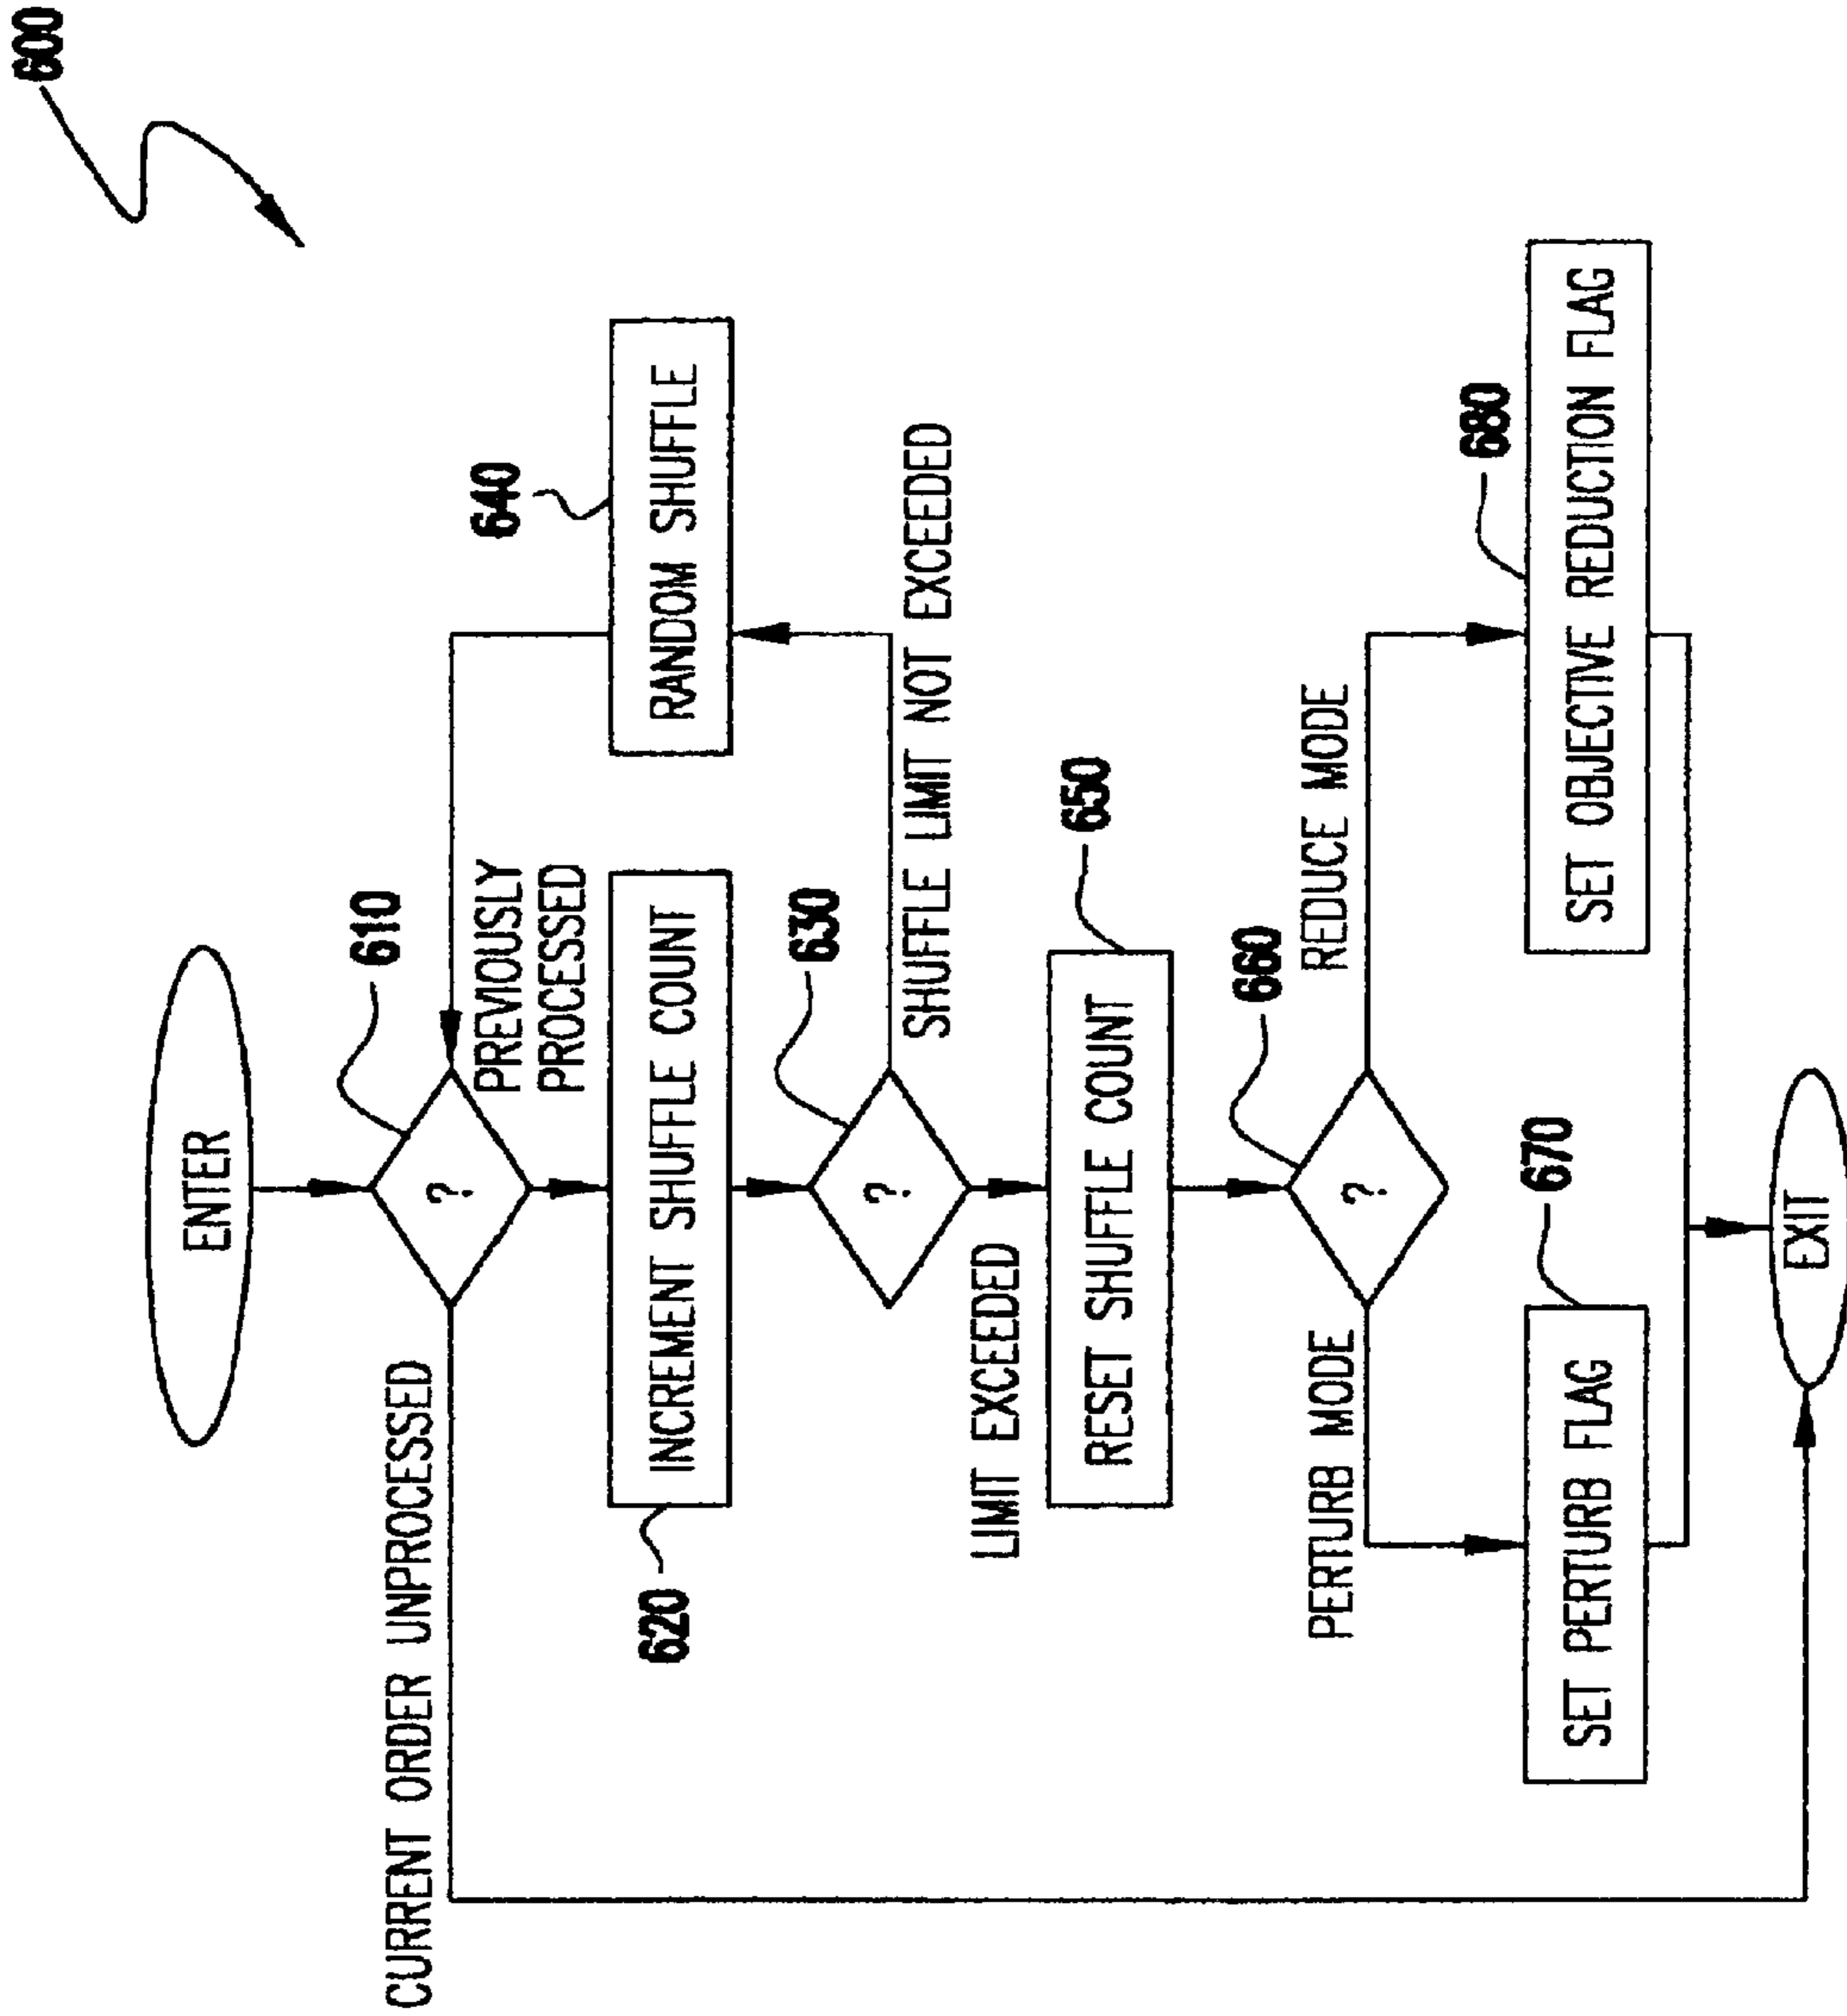 600
ENTER
610
CURRENT ORDER UNPROCESSED
?
PREVIOUSLY
PROCESSED
640
620
INCREMENT SHUFFLE COUNT
RANDOM SHUFFLE
630
?
SHUFFLE LIMIT NOT EXCEEDED
LIMIT EXCEEDED
650
RESET SHUFFLE COUNT
660
PERTURB MODE
?
REDUCE MODE
670
680
SET PERTURB FLAG
SET OBJECTIVE REDUCTION FLAG
EXIT